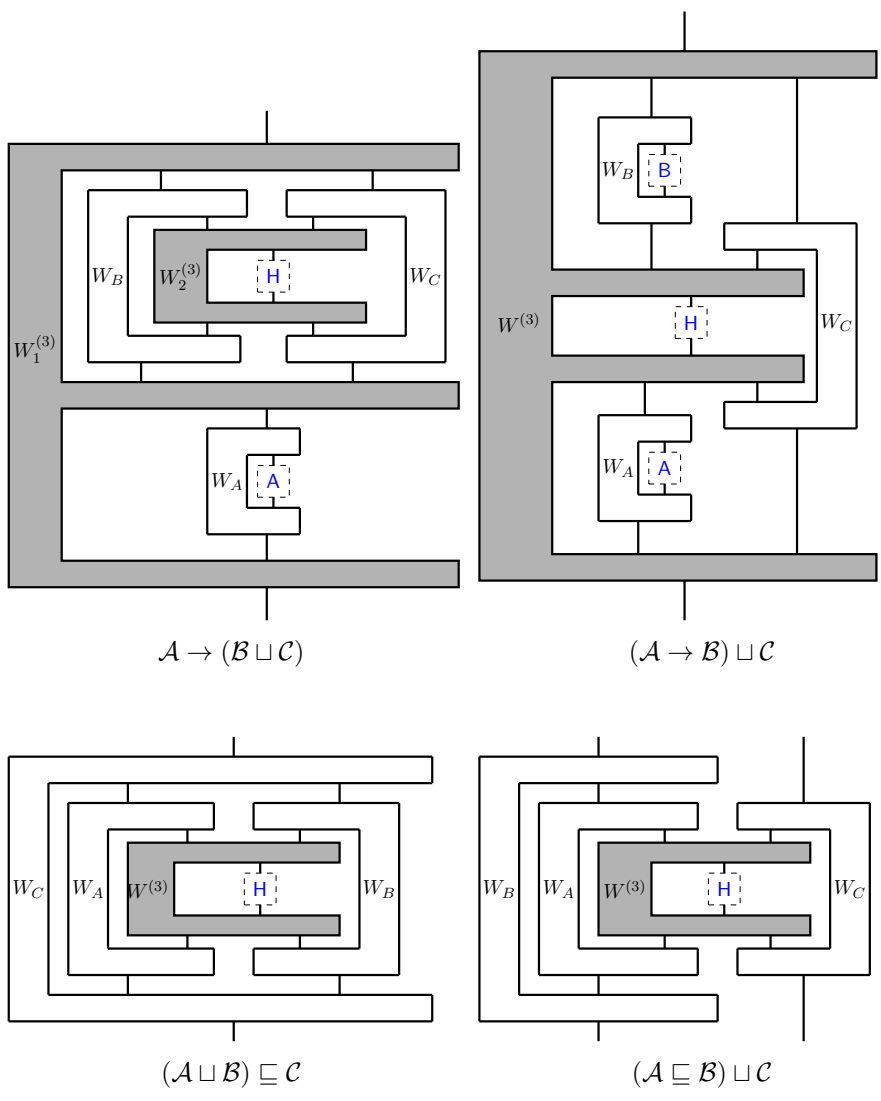 W_B
B
W_B
W_2^{(3)}
H
W_C
W^{(3)}
H
W_C
W_1^{(3)}
W_A
A
W_A
A
𝒜 → (ℬ ⊔ 𝒞)
(𝒜 → ℬ) ⊔ 𝒞
W_C
W_A
W^{(3)}
H
W_B
W_B
W_A
W^{(3)}
H
W_C
(𝒜 ⊔ ℬ) ⊑ 𝒞
(𝒜 ⊑ ℬ) ⊔ 𝒞